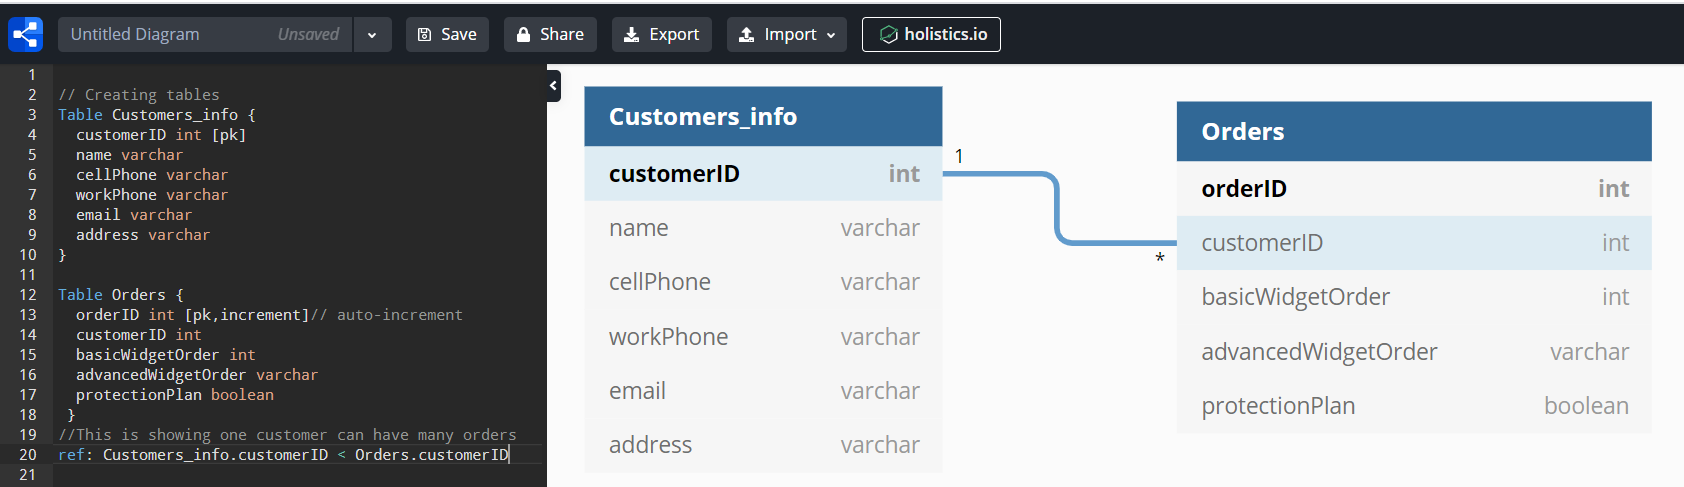 Untitled Diagram Unsaved Save Share Export Import holistics.io
1
2 // Creating tables
3 Table Customers_info {
4 customerID int [pk]
5 name varchar
6 cellPhone varchar
7 workPhone varchar
8 email varchar
9 address varchar
10 }
11
12 Table Orders {
13 orderID int [pk,increment]// auto-increment
14 customerID int
15 basicWidgetOrder int
16 advancedWidgetOrder varchar
17 protectionPlan boolean
18 }
19 //This is showing one customer can have many orders
20 ref: Customers_info.customerID < Orders.customerID
21
Customers_info
customerID int
name varchar
cellPhone varchar
workPhone varchar
email varchar
address varchar
1
*
Orders
orderID int
customerID int
basicWidgetOrder int
advancedWidgetOrder varchar
protectionPlan boolean